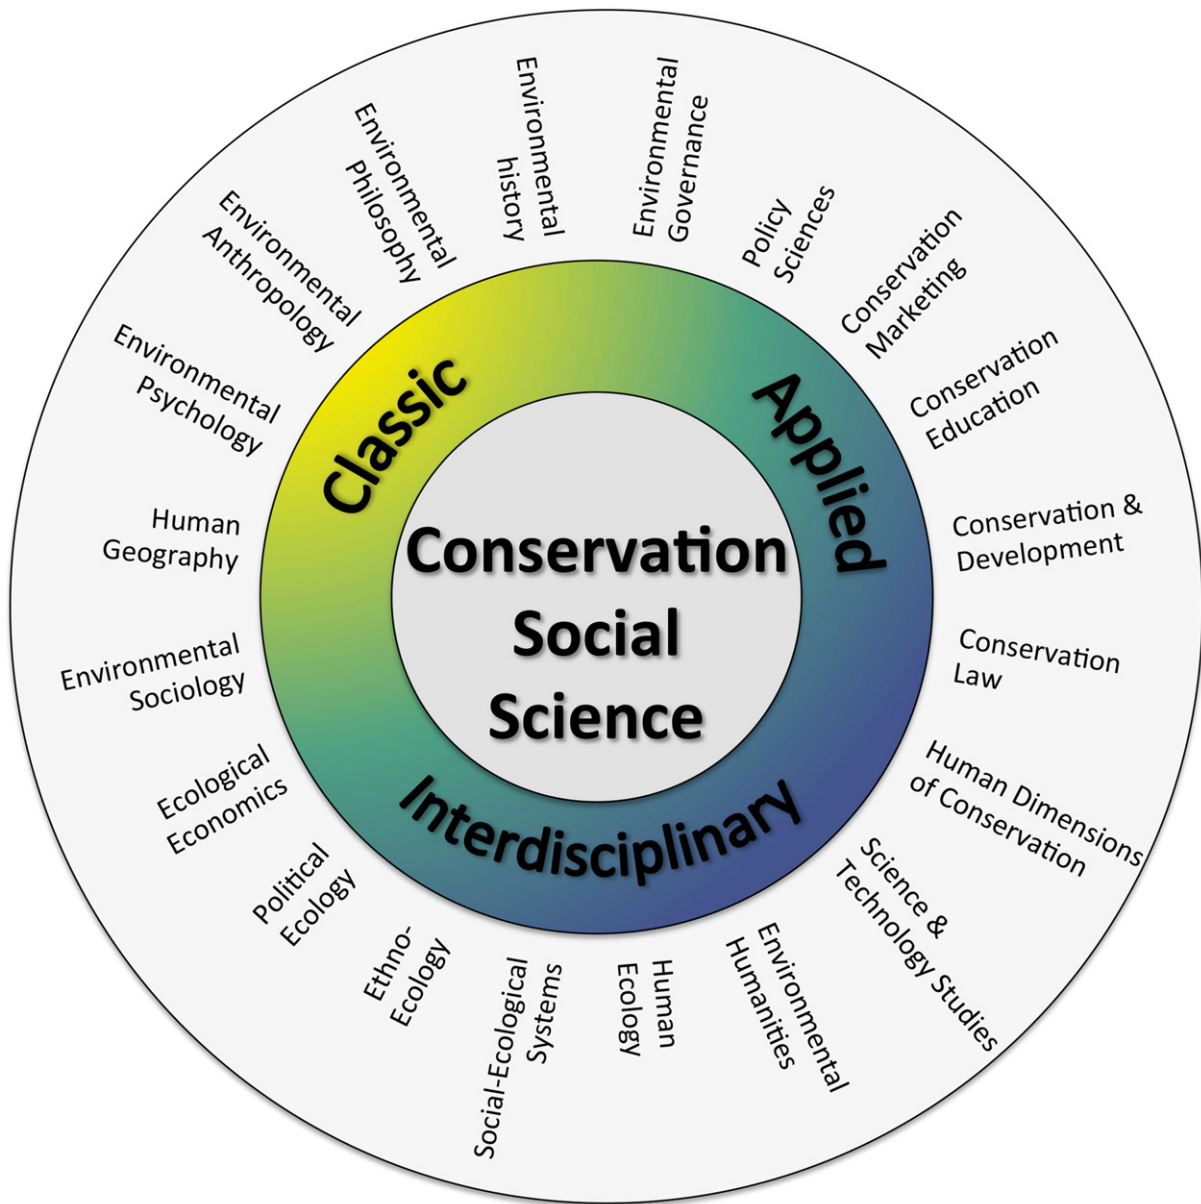 Conservation
Social
Science
Classic
Applied
Interdisciplinary
Environmental
history
Environmental
Governance
Policy
Sciences
Conservation
Marketing
Conservation
Education
Conservation &
Development
Conservation
Law
Human Dimensions
of Conservation
Science &
Technology Studies
Environmental
Humanities
Human
Ecology
Social-Ecological
Systems
Ethno-
Ecology
Political
Ecology
Ecological
Economics
Environmental
Sociology
Human
Geography
Environmental
Psychology
Environmental
Anthropology
Environmental
Philosophy